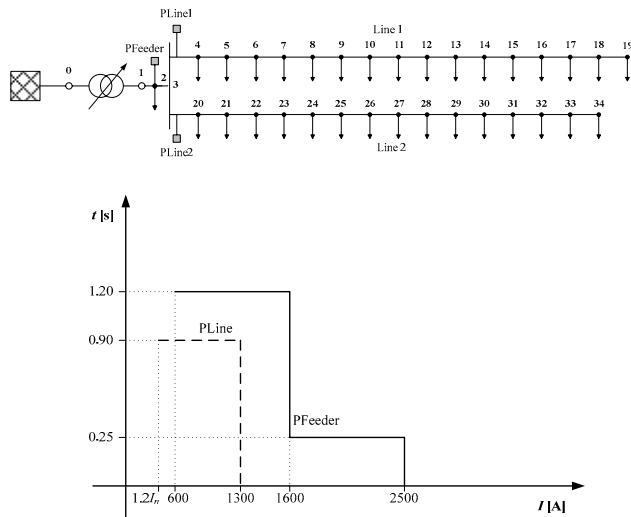 PLine1
Line 1
PFeeder
4 5 6 7 8 9 10 11 12 13 14 15 16 17 18 19
0 1 2 3
20 21 22 23 24 25 26 27 28 29 30 31 32 33 34
PLine2
Line 2
t [s]
1.20
0.90
PLine
PFeeder
0.25
1.2In 600 1300 1600 2500
I [A]